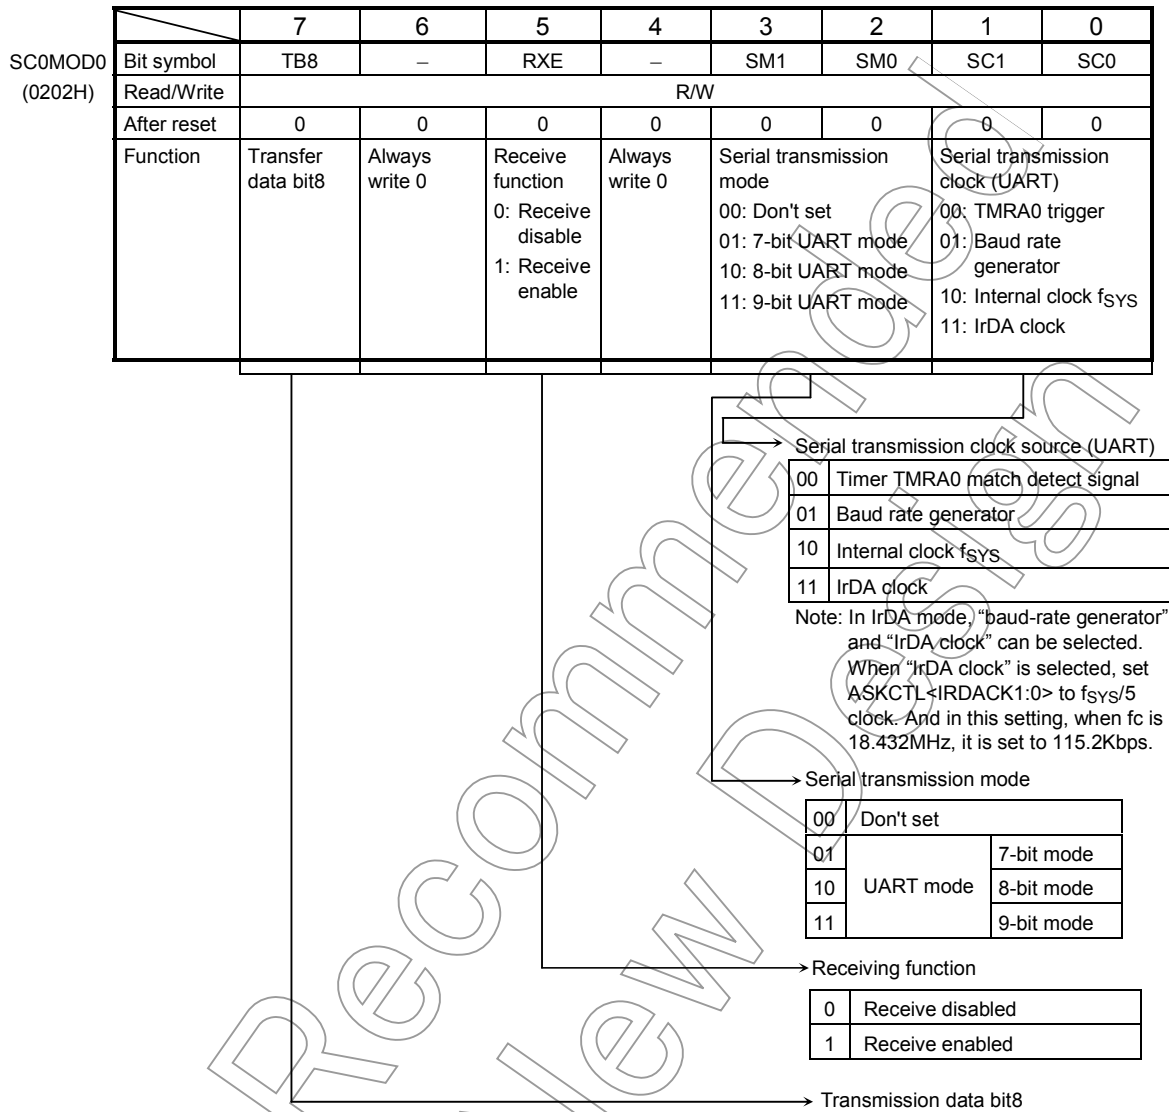 7 6 5 4 3 2 1 0
SC0MOD0 (0202H)
Bit symbol TB8 – RXE – SM1 SM0 SC1 SC0
Read/Write R/W
After reset 0 0 0 0 0 0 0 0
Function
Transfer
data bit8
Always
write 0
Receive
function
0: Receive
disable
1: Receive
enable
Always
write 0
Serial transmission
mode
00: Don't set
01: 7-bit UART mode
10: 8-bit UART mode
11: 9-bit UART mode
Serial transmission
clock (UART)
00: TMRA0 trigger
01: Baud rate
generator
10: Internal clock fSYS
11: IrDA clock
Serial transmission clock source (UART)
00 Timer TMRA0 match detect signal
01 Baud rate generator
10 Internal clock fSYS
11 IrDA clock
Note: In IrDA mode, “baud-rate generator”
and “IrDA clock” can be selected.
When “IrDA clock” is selected, set
ASKCTL<IRDACK1:0> to fSYS/5
clock. And in this setting, when fc is
18.432MHz, it is set to 115.2Kbps.
Serial transmission mode
00 Don't set
01 7-bit mode
10 UART mode 8-bit mode
11 9-bit mode
Receiving function
0 Receive disabled
1 Receive enabled
Transmission data bit8
Recommended
Design